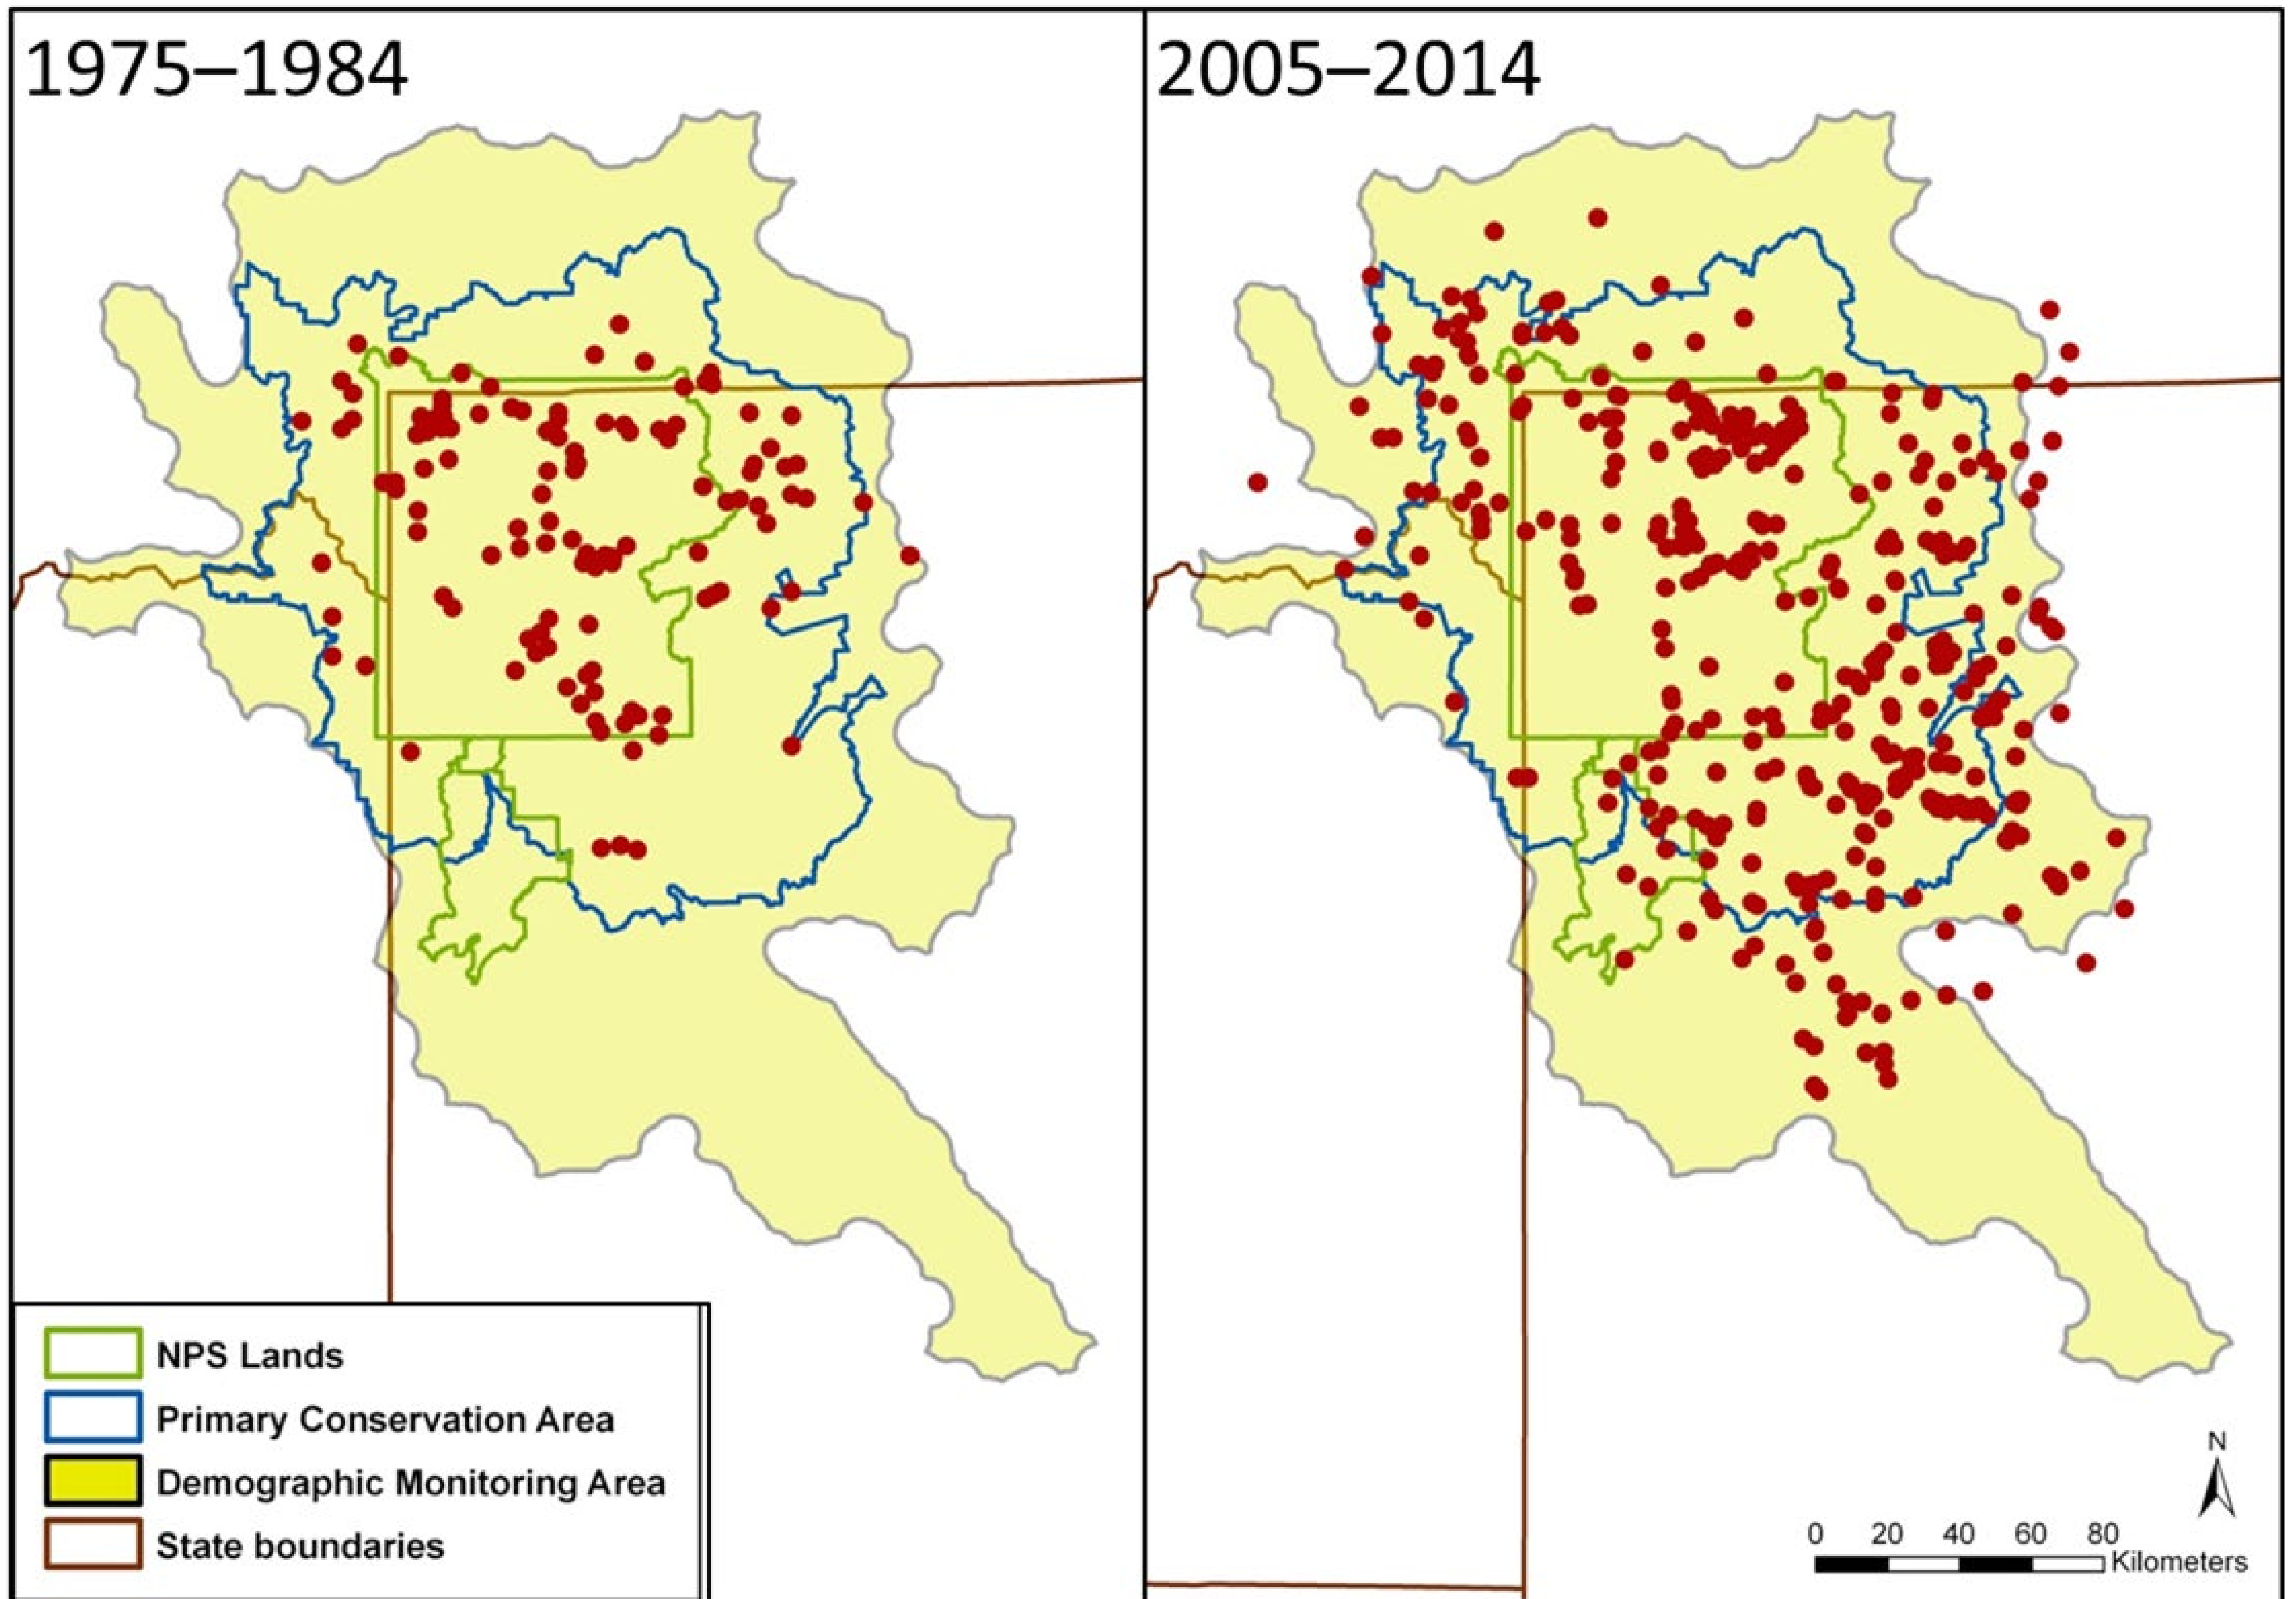 1975–1984
2005–2014
NPS Lands
Primary Conservation Area
Demographic Monitoring Area
State boundaries
N
0 20 40 60 80
Kilometers